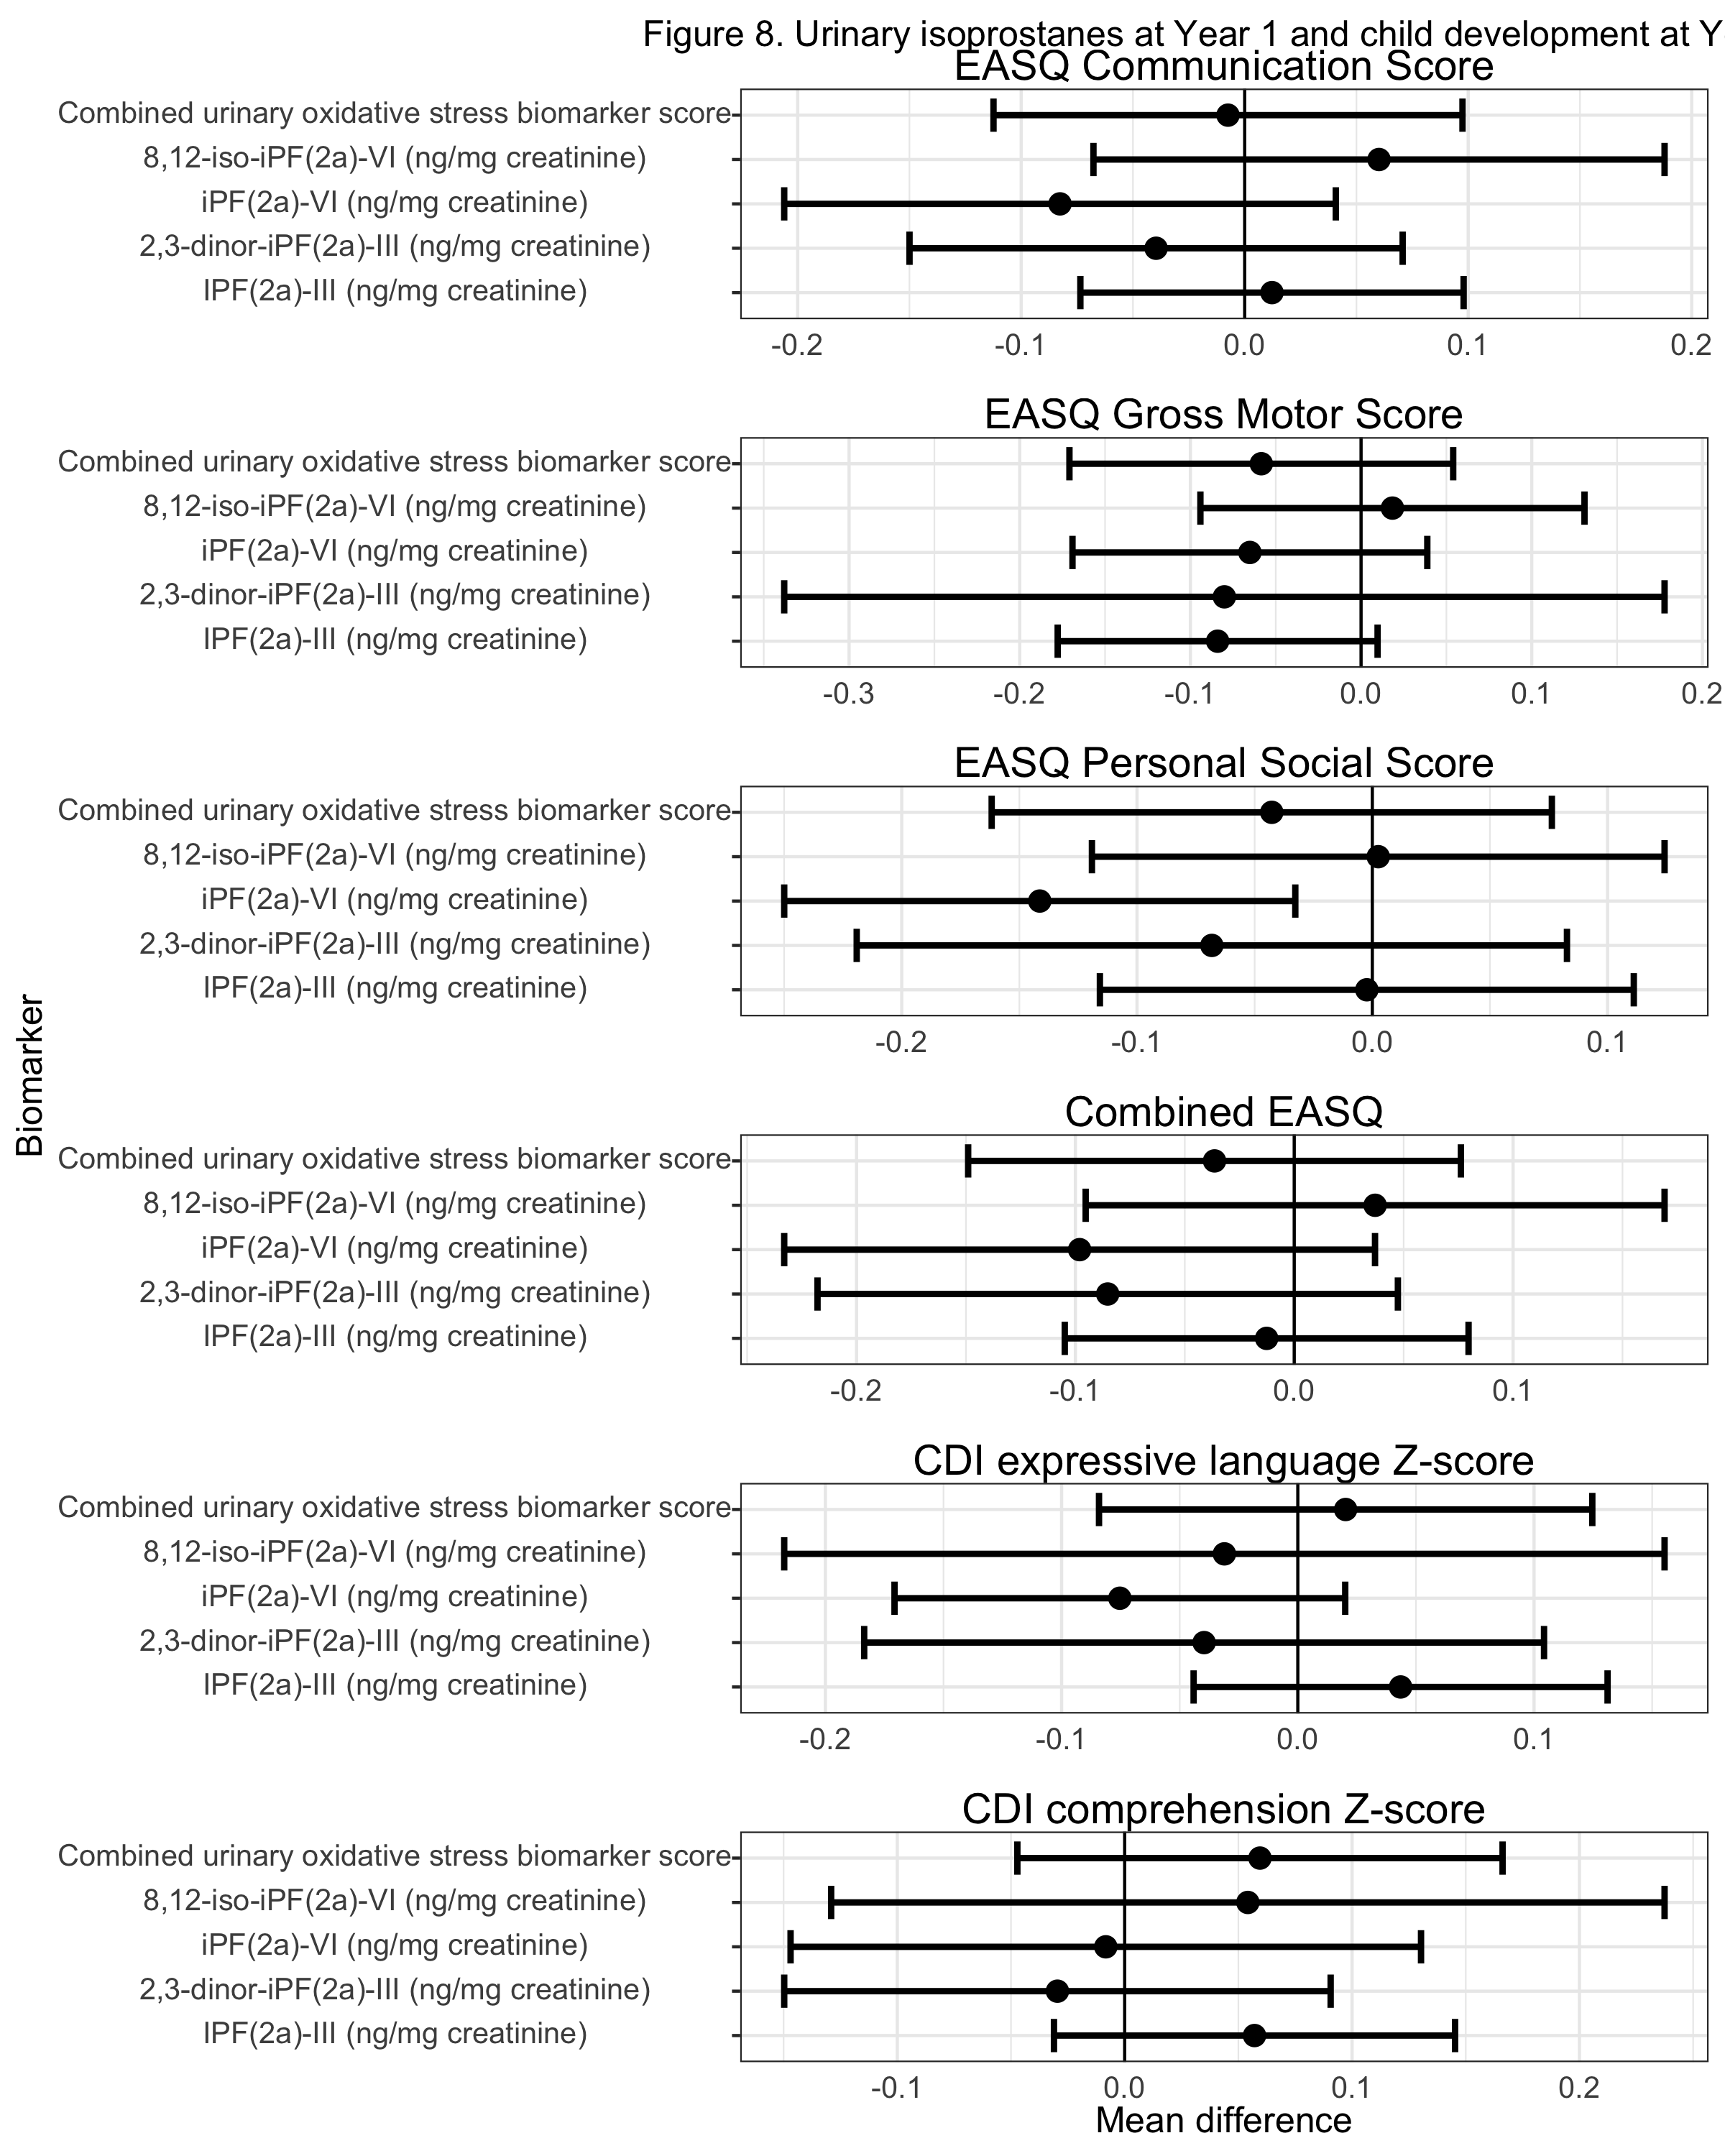 Figure 8. Urinary isoprostanes at Year 1 and child development at Y
EASQ Communication Score
Combined urinary oxidative stress biomarker score
8,12-iso-iPF(2a)-VI (ng/mg creatinine)
iPF(2a)-VI (ng/mg creatinine)
2,3-dinor-iPF(2a)-III (ng/mg creatinine)
IPF(2a)-III (ng/mg creatinine)
-0.2 -0.1 0.0 0.1 0.2
EASQ Gross Motor Score
Combined urinary oxidative stress biomarker score
8,12-iso-iPF(2a)-VI (ng/mg creatinine)
iPF(2a)-VI (ng/mg creatinine)
2,3-dinor-iPF(2a)-III (ng/mg creatinine)
IPF(2a)-III (ng/mg creatinine)
-0.3 -0.2 -0.1 0.0 0.1 0.2
EASQ Personal Social Score
Combined urinary oxidative stress biomarker score
8,12-iso-iPF(2a)-VI (ng/mg creatinine)
iPF(2a)-VI (ng/mg creatinine)
2,3-dinor-iPF(2a)-III (ng/mg creatinine)
IPF(2a)-III (ng/mg creatinine)
-0.2 -0.1 0.0 0.1
Biomarker
Combined EASQ
Combined urinary oxidative stress biomarker score
8,12-iso-iPF(2a)-VI (ng/mg creatinine)
iPF(2a)-VI (ng/mg creatinine)
2,3-dinor-iPF(2a)-III (ng/mg creatinine)
IPF(2a)-III (ng/mg creatinine)
-0.2 -0.1 0.0 0.1
CDI expressive language Z-score
Combined urinary oxidative stress biomarker score
8,12-iso-iPF(2a)-VI (ng/mg creatinine)
iPF(2a)-VI (ng/mg creatinine)
2,3-dinor-iPF(2a)-III (ng/mg creatinine)
IPF(2a)-III (ng/mg creatinine)
-0.2 -0.1 0.0 0.1
CDI comprehension Z-score
Combined urinary oxidative stress biomarker score
8,12-iso-iPF(2a)-VI (ng/mg creatinine)
iPF(2a)-VI (ng/mg creatinine)
2,3-dinor-iPF(2a)-III (ng/mg creatinine)
IPF(2a)-III (ng/mg creatinine)
-0.1 0.0 0.1 0.2
Mean difference